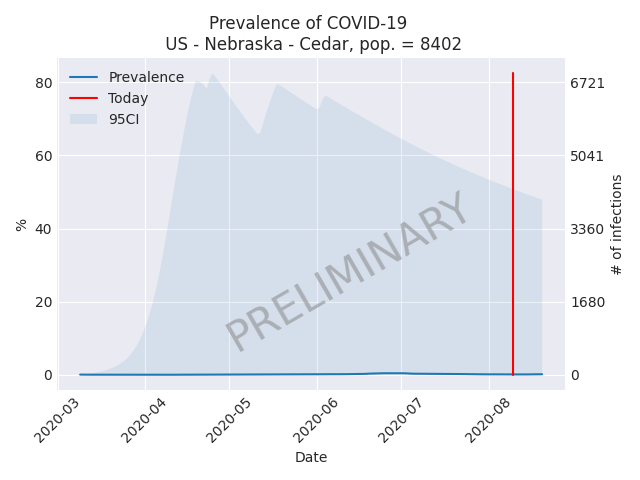 Prevalence of COVID-19
US - Nebraska - Cedar, pop. = 8402
Prevalence
Today
95CI
80
60
40
20
0
%
6721
5041
3360
1680
0
# of infections
PRELIMINARY
2020-03
2020-04
2020-05
2020-06
2020-07
2020-08
Date